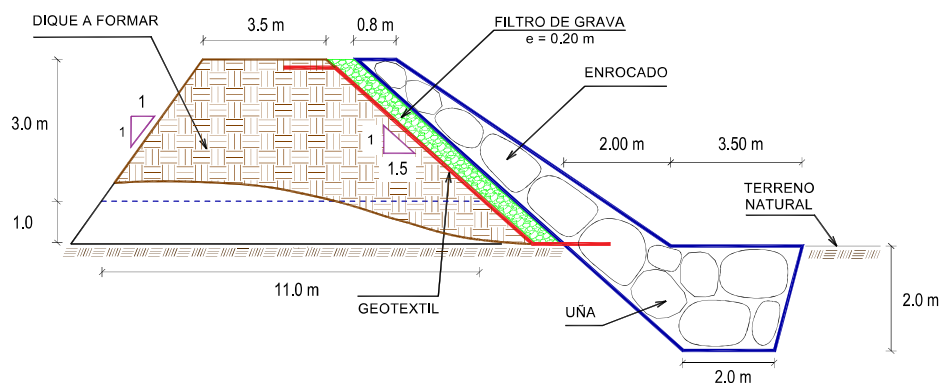 DIQUE A FORMAR
3.5 m
0.8 m
FILTRO DE GRAVA
e = 0.20 m
ENROCADO
3.0 m
1
1
1
1.5
2.00 m
3.50 m
TERRENO
NATURAL
1.0
11.0 m
GEOTEXTIL
UÑA
2.0 m
2.0 m